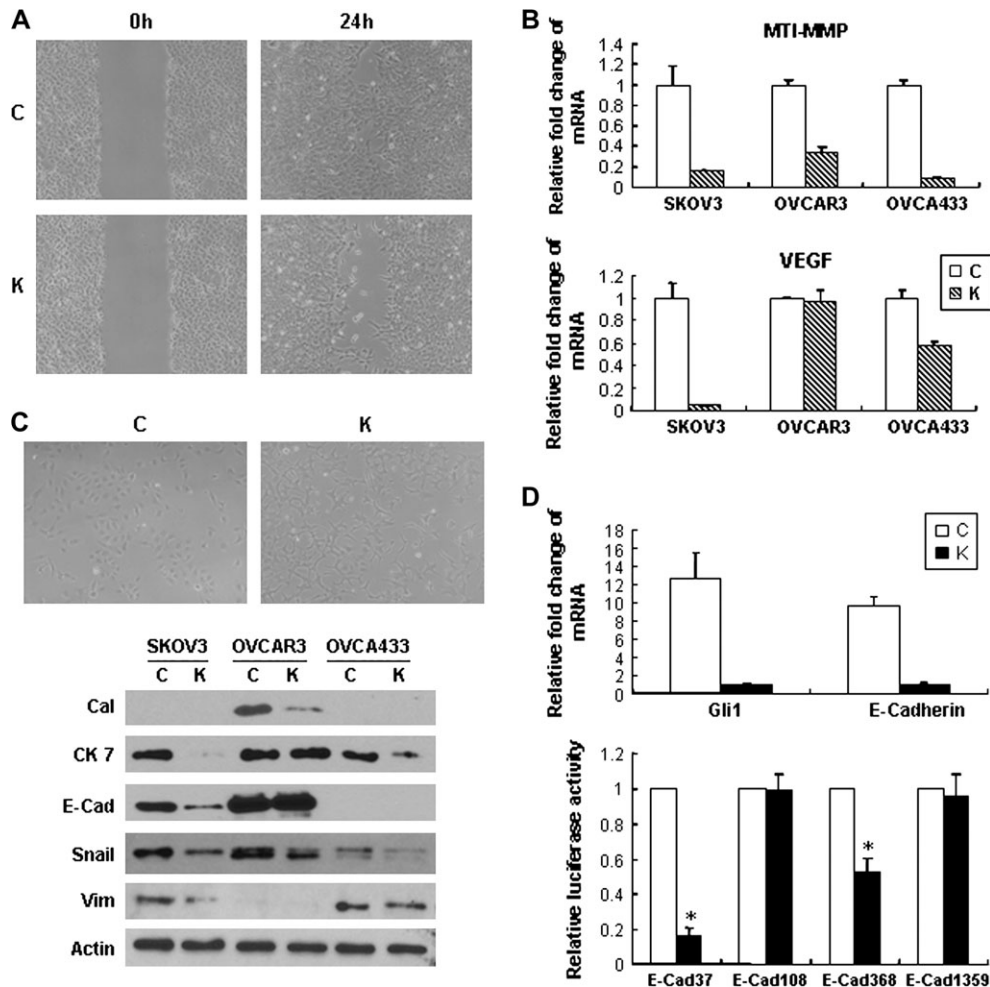 A
0h
24h
C
K
B
MTI-MMP
Relative fold change of
mRNA
1.4
1.2
1
0.8
0.6
0.4
0.2
0
SKOV3 OVCAR3 OVCA433
VEGF
C
K
Relative fold change of
mRNA
1.2
1
0.8
0.6
0.4
0.2
0
SKOV3 OVCAR3 OVCA433
C
C
K
SKOV3 OVCAR3 OVCA433
C K C K C K
Cal
CK 7
E-Cad
Snail
Vim
Actin
D
Relative fold change of
mRNA
18
16
14
12
10
8
6
4
2
0
C
K
Gli1 E-Cadherin
Relative luciferase activity
1.2
1
0.8
0.6
0.4
0.2
0
*
*
E-Cad37 E-Cad108 E-Cad368 E-Cad1359